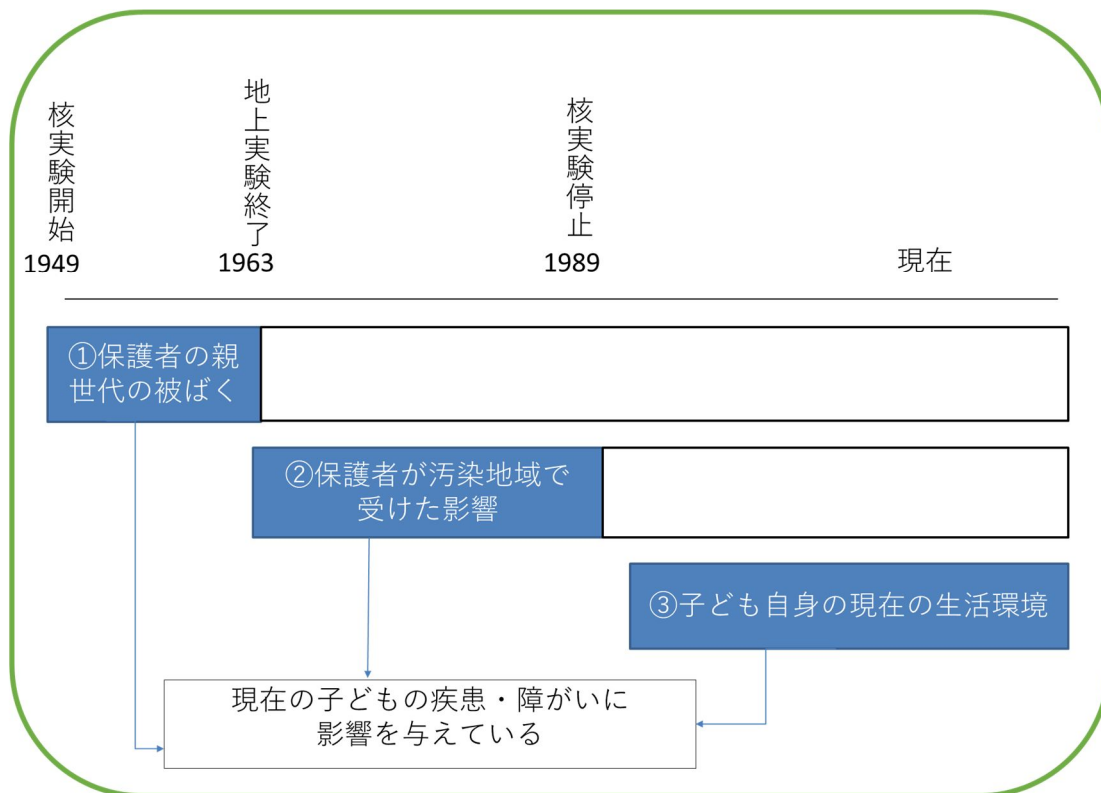 核実験開始
1949
地上実験終了
1963
核実験停止
1989
現在
①保護者の親
世代の被ばく
②保護者が汚染地域で
受けた影響
③子ども自身の現在の生活環境
現在の子どもの疾患・障がいに
影響を与えている